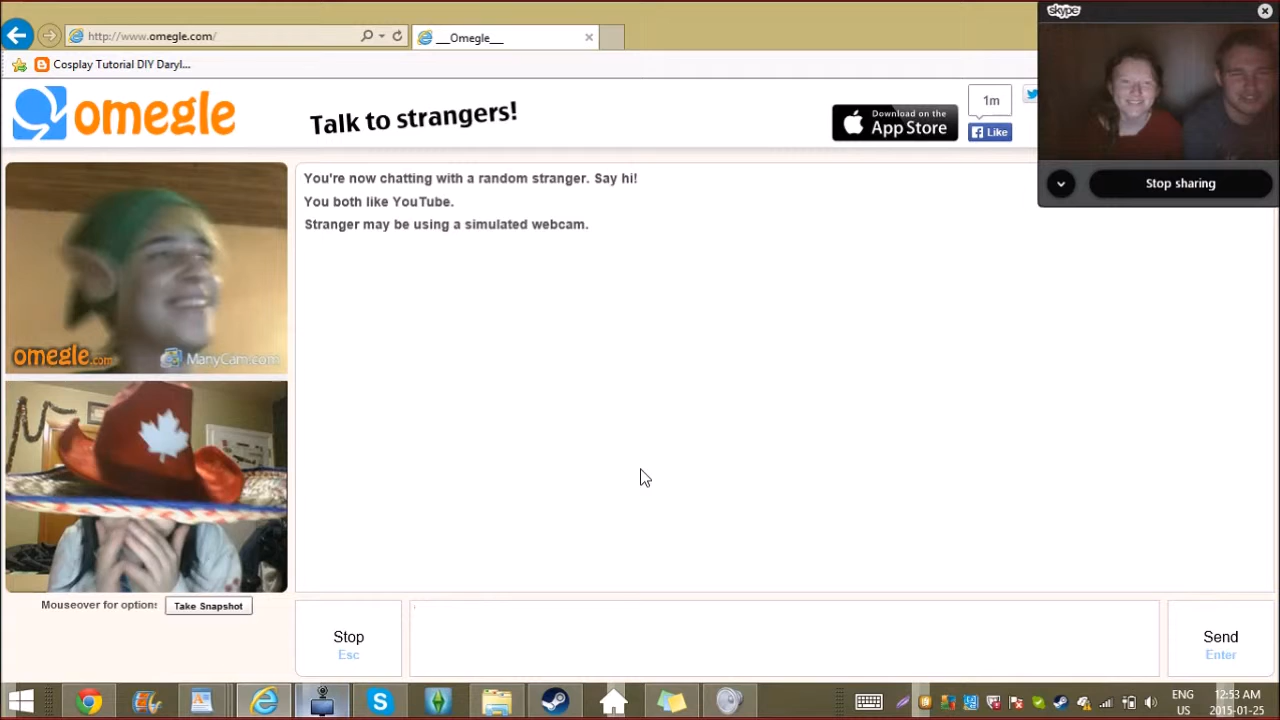 skype
http://www.omegle.com/
__Omegle__
Cosplay Tutorial DIY Daryl...
omegle
Talk to strangers!
Download on the
App Store
1m
Like
Stop sharing
You're now chatting with a random stranger. Say hi!
You both like YouTube.
Stranger may be using a simulated webcam.
omegle.com
ManyCam.com
Mouseover for options
Take Snapshot
Stop
Esc
Send
Enter
ENG
US
12:53 AM
2015-01-25